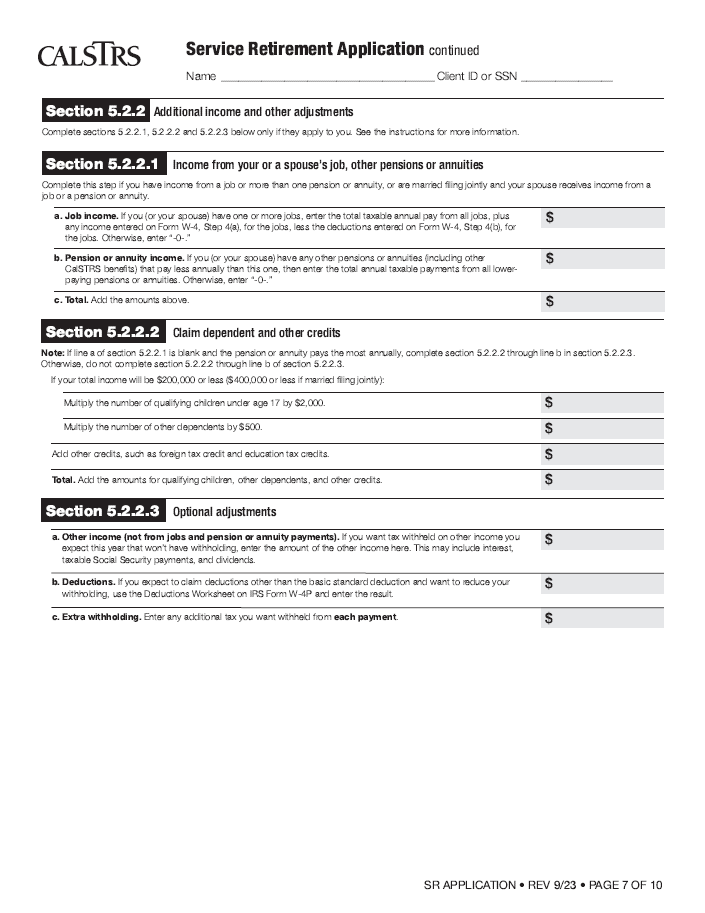 CALSTRS
Service Retirement Application continued
Name ________________________________ Client ID or SSN ______________
Section 5.2.2 Additional income and other adjustments
Complete sections 5.2.2.1, 5.2.2.2 and 5.2.2.3 below only if they apply to you. See the instructions for more information.
Section 5.2.2.1 Income from your or a spouse's job, other pensions or annuities
Complete this step if you have income from a job or more than one pension or annuity, or are married filing jointly and your spouse receives income from a
job or a pension or annuity.
a. Job income. If you (or your spouse) have one or more jobs, enter the total taxable annual pay from all jobs, plus $
any income entered on Form W-4, Step 4(a), for the jobs, less the deductions entered on Form W-4, Step 4(b), for
the jobs. Otherwise, enter "-0-."
b. Pension or annuity income. If you (or your spouse) have any other pensions or annuities (including other $
CalSTRS benefits) that pay less annually than this one, then enter the total annual taxable payments from all lower-
paying pensions or annuities. Otherwise, enter "-0-."
c. Total. Add the amounts above. $
Section 5.2.2.2 Claim dependent and other credits
Note: If line a of section 5.2.2.1 is blank and the pension or annuity pays the most annually, complete section 5.2.2.2 through line b in section 5.2.2.3.
Otherwise, do not complete section 5.2.2.2 through line b of section 5.2.2.3.
If your total income will be $200,000 or less ($400,000 or less if married filing jointly):
Multiply the number of qualifying children under age 17 by $2,000. $
Multiply the number of other dependents by $500. $
Add other credits, such as foreign tax credit and education tax credits. $
Total. Add the amounts for qualifying children, other dependents, and other credits. $
Section 5.2.2.3 Optional adjustments
a. Other income (not from jobs and pension or annuity payments). If you want tax withheld on other income you $
expect this year that won't have withholding, enter the amount of the other income here. This may include interest,
taxable Social Security payments, and dividends.
b. Deductions. If you expect to claim deductions other than the basic standard deduction and want to reduce your $
withholding, use the Deductions Worksheet on IRS Form W-4P and enter the result.
c. Extra withholding. Enter any additional tax you want withheld from each payment. $
SR APPLICATION • REV 9/23 • PAGE 7 OF 10